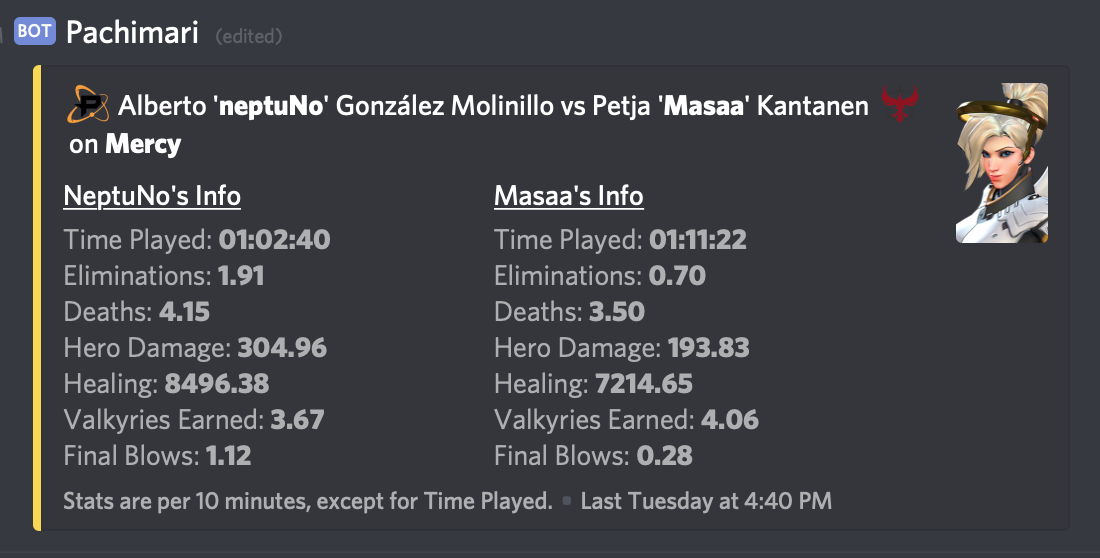 BOT Pachimari (edited)
Alberto 'neptuNo' González Molinillo vs Petja 'Masaa' Kantanen
on Mercy
NeptuNo's Info
Time Played: 01:02:40
Eliminations: 1.91
Deaths: 4.15
Hero Damage: 304.96
Healing: 8496.38
Valkyries Earned: 3.67
Final Blows: 1.12
Masaa's Info
Time Played: 01:11:22
Eliminations: 0.70
Deaths: 3.50
Hero Damage: 193.83
Healing: 7214.65
Valkyries Earned: 4.06
Final Blows: 0.28
Stats are per 10 minutes, except for Time Played. • Last Tuesday at 4:40 PM